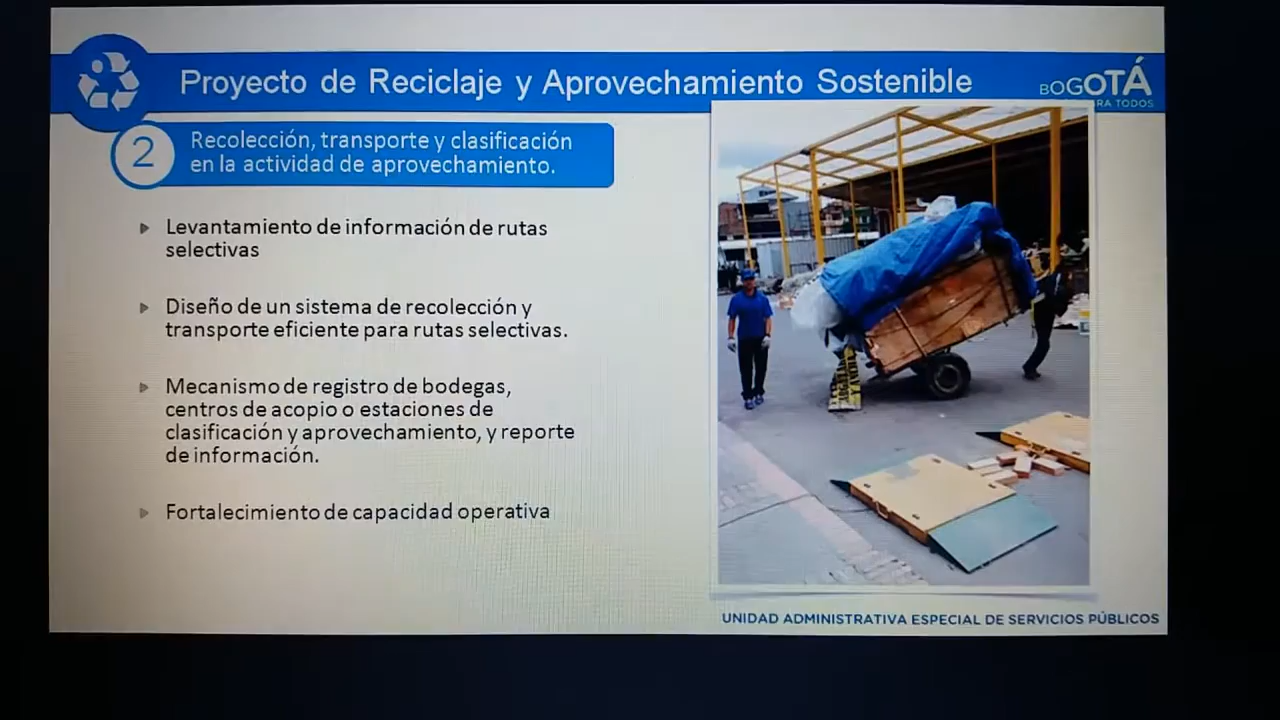 Proyecto de Reciclaje y Aprovechamiento Sostenible
BOGOTÁ
PARA TODOS
2
Recolección, transporte y clasificación
en la actividad de aprovechamiento.
Levantamiento de información de rutas
selectivas
Diseño de un sistema de recolección y
transporte eficiente para rutas selectivas.
Mecanismo de registro de bodegas,
centros de acopio o estaciones de
clasificación y aprovechamiento, y reporte
de información.
Fortalecimiento de capacidad operativa
UNIDAD ADMINISTRATIVA ESPECIAL DE SERVICIOS PÚBLICOS